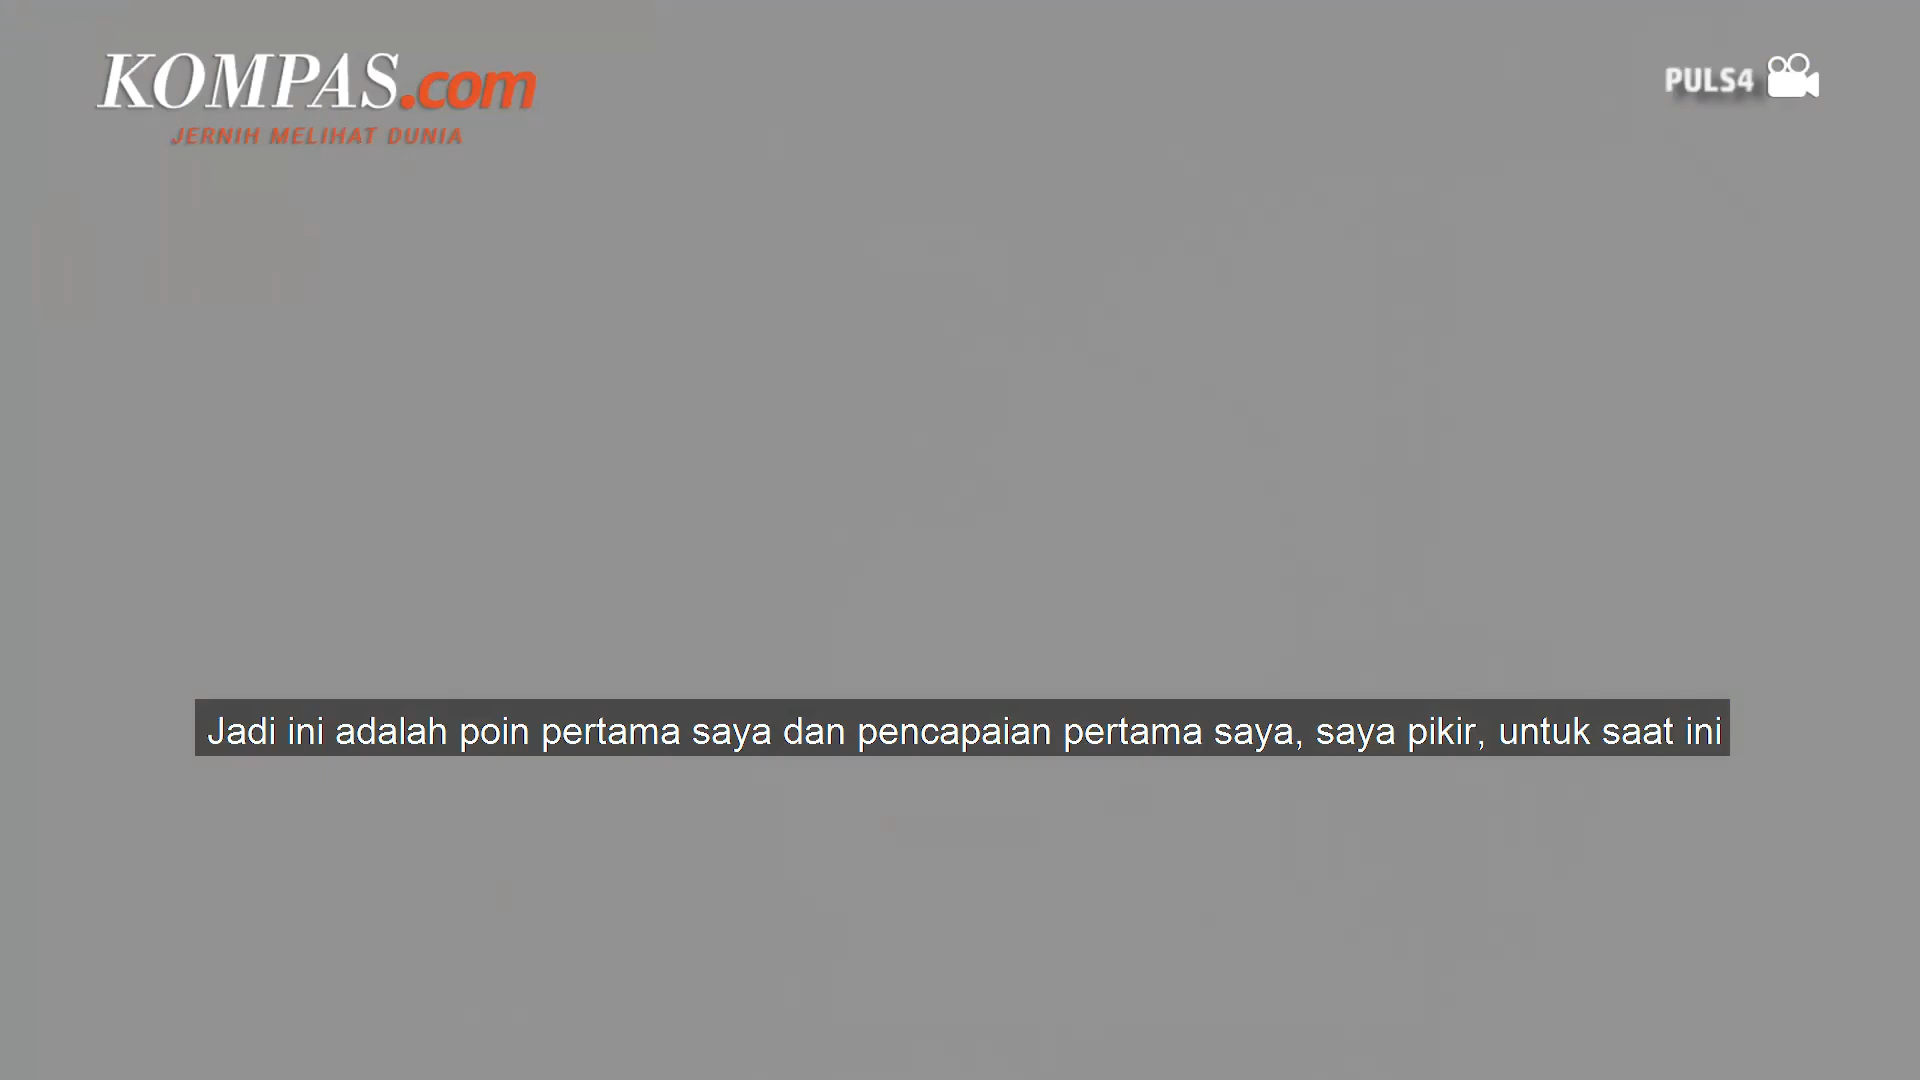 KOMPAS.com
JERNIH MELIHAT DUNIA
PULS4
Jadi ini adalah poin pertama saya dan pencapaian pertama saya, saya pikir, untuk saat ini